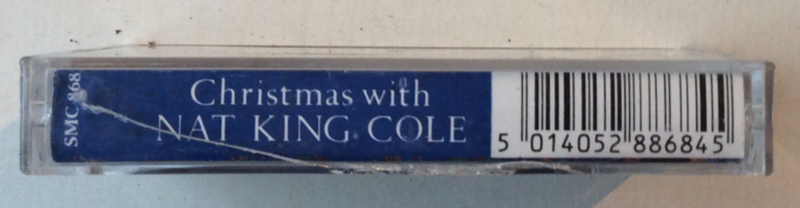 SMC 868
Christmas with
NAT KING COLE
5 014052 886845